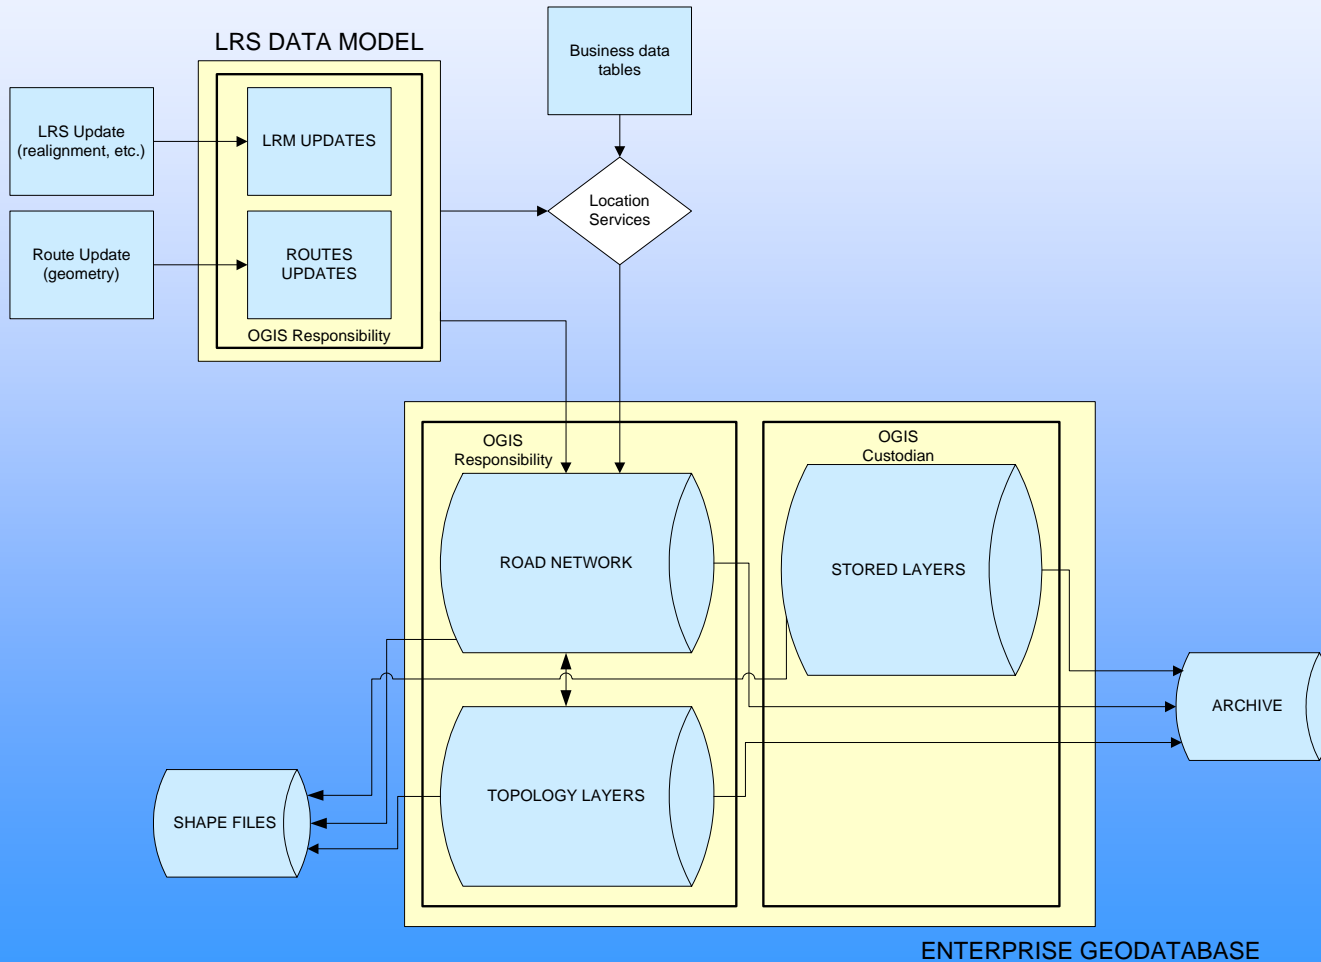 LRS DATA MODEL
Business data
tables
LRS Update
(realignment, etc.)
LRM UPDATES
Location
Services
Route Update
(geometry)
ROUTES
UPDATES
OGIS Responsibility
OGIS
Responsibility
OGIS
Custodian
ROAD NETWORK
STORED LAYERS
ARCHIVE
TOPOLOGY LAYERS
SHAPE FILES
ENTERPRISE GEODATABASE